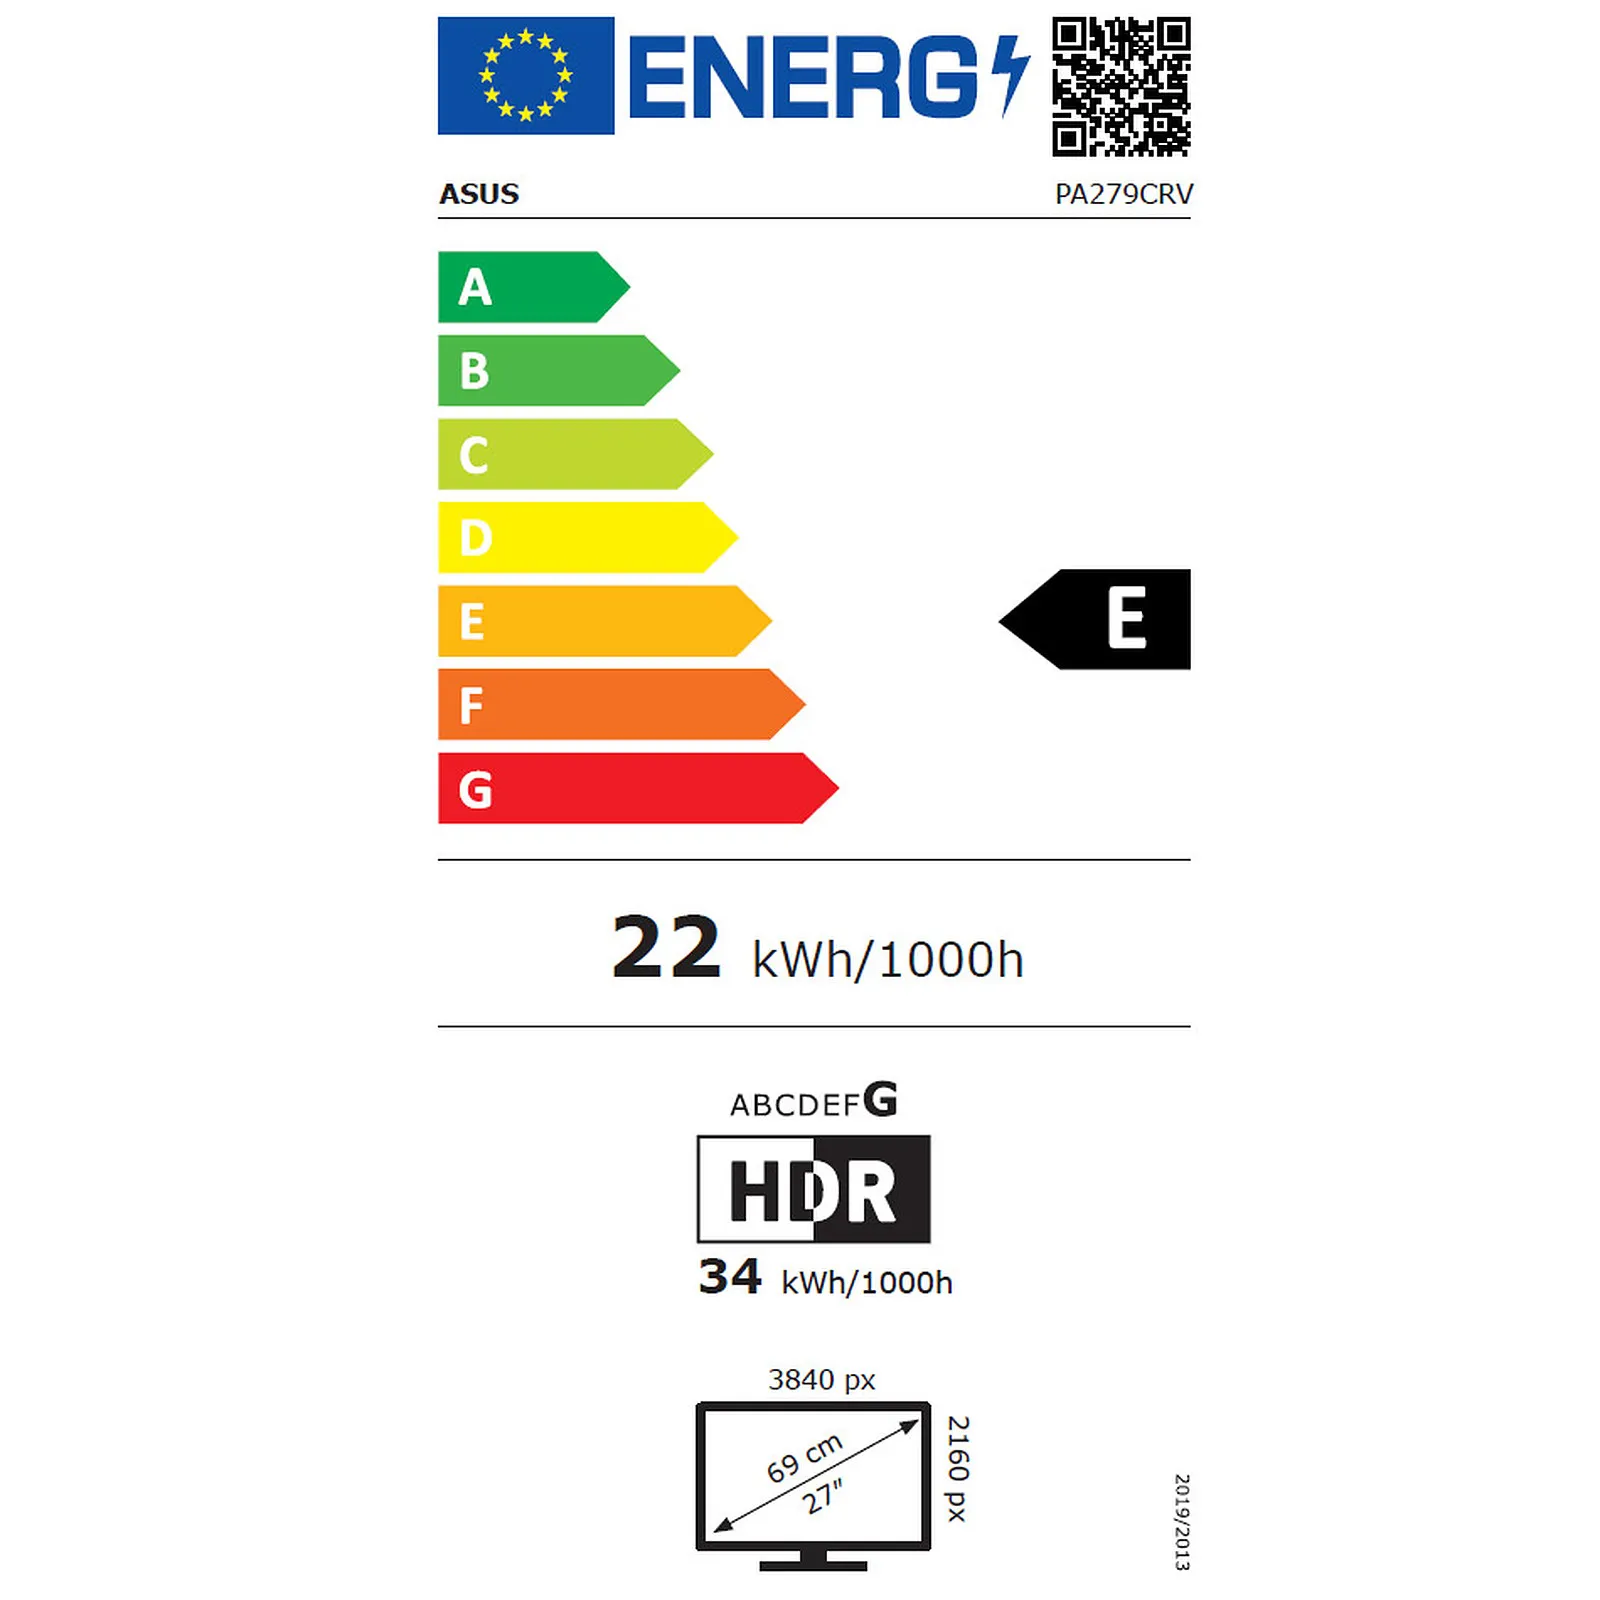 ENERG
ASUS
PA279CRV
A
B
C
D
E
E
F
G
22 kWh/1000h
ABCDEFG
HDR
34 kWh/1000h
3840 px
69 cm
27"
2160 px
2019/2013